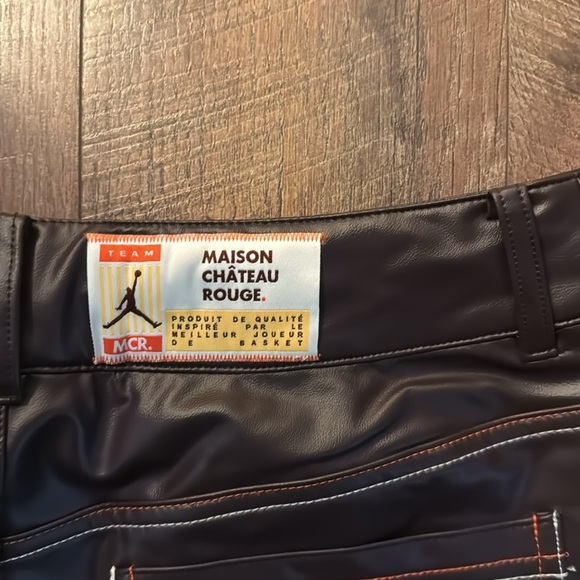 TEAM
MCR.
MAISON
CHÂTEAU
ROUGE.
PRODUIT DE QUALITÉ
INSPIRÉ PAR LE
MEILLEUR JOUEUR
DE BASKET